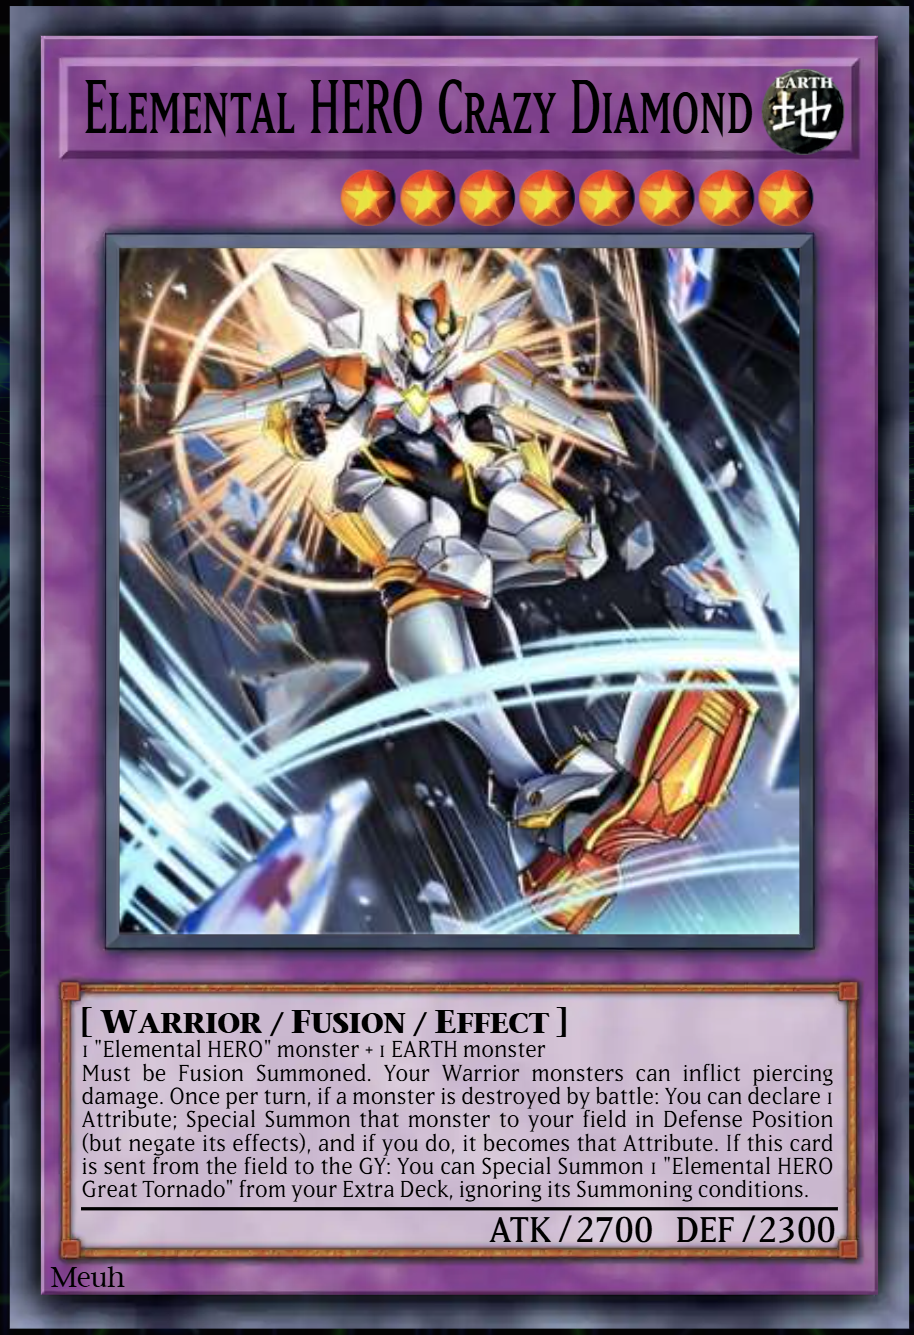 Elemental HERO Crazy Diamond
EARTH
地
[ Warrior / Fusion / Effect ]
1 "Elemental HERO" monster + 1 EARTH monster
Must be Fusion Summoned. Your Warrior monsters can inflict piercing
damage. Once per turn, if a monster is destroyed by battle: You can declare 1
Attribute; Special Summon that monster to your field in Defense Position
(but negate its effects), and if you do, it becomes that Attribute. If this card
is sent from the field to the GY: You can Special Summon 1 "Elemental HERO
Great Tornado" from your Extra Deck, ignoring its Summoning conditions.
ATK/2700 DEF/2300
Meuh